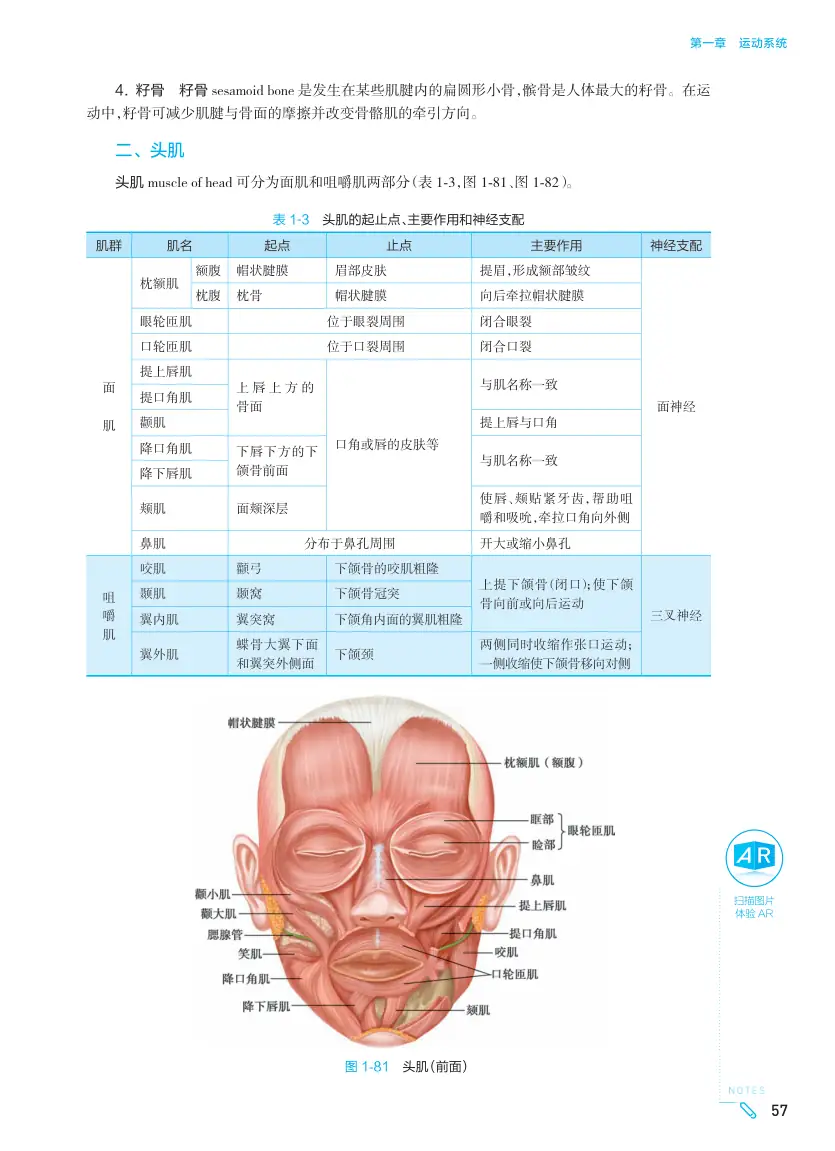 第一章 运动系统
4. 籽骨 籽骨 sesamoid bone 是发生在某些肌腱内的扁圆形小骨,髌骨是人体最大的籽骨。在运
动中,籽骨可减少肌腱与骨面的摩擦并改变骨骼肌的牵引方向。
二、头肌
头肌 muscle of head 可分为面肌和咀嚼肌两部分(表 1-3,图 1-81、图 1-82)。
表 1-3 头肌的起止点、主要作用和神经支配
肌群 肌名 起点 止点 主要作用 神经支配
面肌 枕额肌 额腹 帽状腱膜 眉部皮肤 提眉,形成额部皱纹 面神经
枕腹 枕骨 帽状腱膜 向后牵拉帽状腱膜
眼轮匝肌 位于眼裂周围 闭合眼裂
口轮匝肌 位于口裂周围 闭合口裂
提上唇肌 上唇上方的 口角或唇的皮肤等 与肌名称一致
提口角肌 骨面
颧肌 提上唇与口角
降口角肌 下唇下方的下 与肌名称一致
降下唇肌 颌骨前面
颊肌 面颊深层 使唇、颊贴紧牙齿,帮助咀
嚼和吸吮,牵拉口角向外侧
鼻肌 分布于鼻孔周围 开大或缩小鼻孔
咀嚼肌 咬肌 颧弓 下颌骨的咬肌粗隆 上提下颌骨(闭口);使下颌 三叉神经
颞肌 颞窝 下颌骨冠突 骨向前或向后运动
翼内肌 翼突窝 下颌角内面的翼肌粗隆
翼外肌 蝶骨大翼下面 下颌颈 两侧同时收缩作张口运动;
和翼突外侧面 一侧收缩使下颌骨移向对侧
帽状腱膜
枕额肌(额腹)
眶部
眼轮匝肌
睑部
鼻肌
颧小肌
提上唇肌
颧大肌
腮腺管
提口角肌
笑肌
咬肌
降口角肌
口轮匝肌
降下唇肌
颏肌
图 1-81 头肌(前面)
AR
扫描图片
体验 AR
NOTES
57